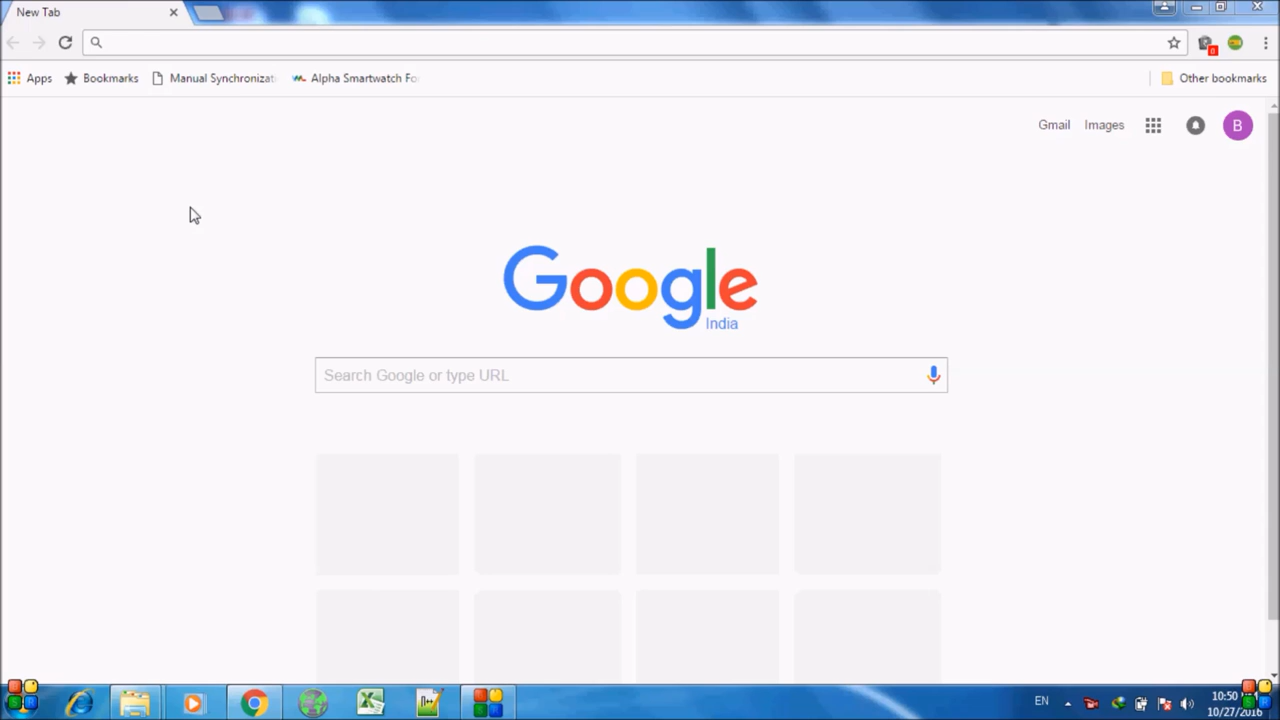 New Tab
Apps
Bookmarks
Manual Synchronizat
Alpha Smartwatch For
Other bookmarks
Gmail
Images
B
Google
India
Search Google or type URL
EN
10:50
10/27/2016